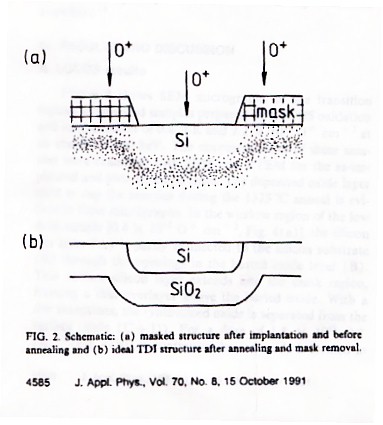 (a)
O+
O+
O+
mask
Si
(b)
Si
SiO₂
FIG. 2. Schematic: (a) masked structure after implantation and before
annealing and (b) ideal TDI structure after annealing and mask removal.
4585 J. Appl. Phys., Vol. 70, No. 8, 15 October 1991